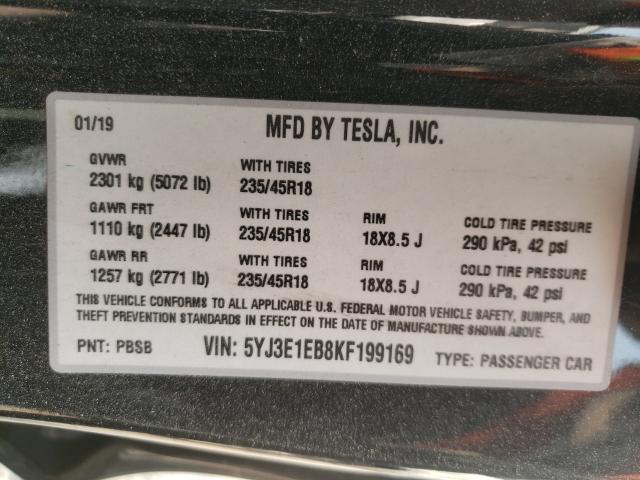 01/19 MFD BY TESLA, INC.
GVWR WITH TIRES
2301 kg (5072 lb) 235/45R18
GAWR FRT WITH TIRES RIM COLD TIRE PRESSURE
1110 kg (2447 lb) 235/45R18 18X8.5 J 290 kPa, 42 psi
GAWR RR WITH TIRES RIM COLD TIRE PRESSURE
1257 kg (2771 lb) 235/45R18 18X8.5 J 290 kPa, 42 psi
THIS VEHICLE CONFORMS TO ALL APPLICABLE U.S. FEDERAL MOTOR VEHICLE SAFETY, BUMPER, AND
THEFT PREVENTION STANDARDS IN EFFECT ON THE DATE OF MANUFACTURE SHOWN ABOVE.
PNT: PBSB VIN: 5YJ3E1EB8KF199169 TYPE: PASSENGER CAR